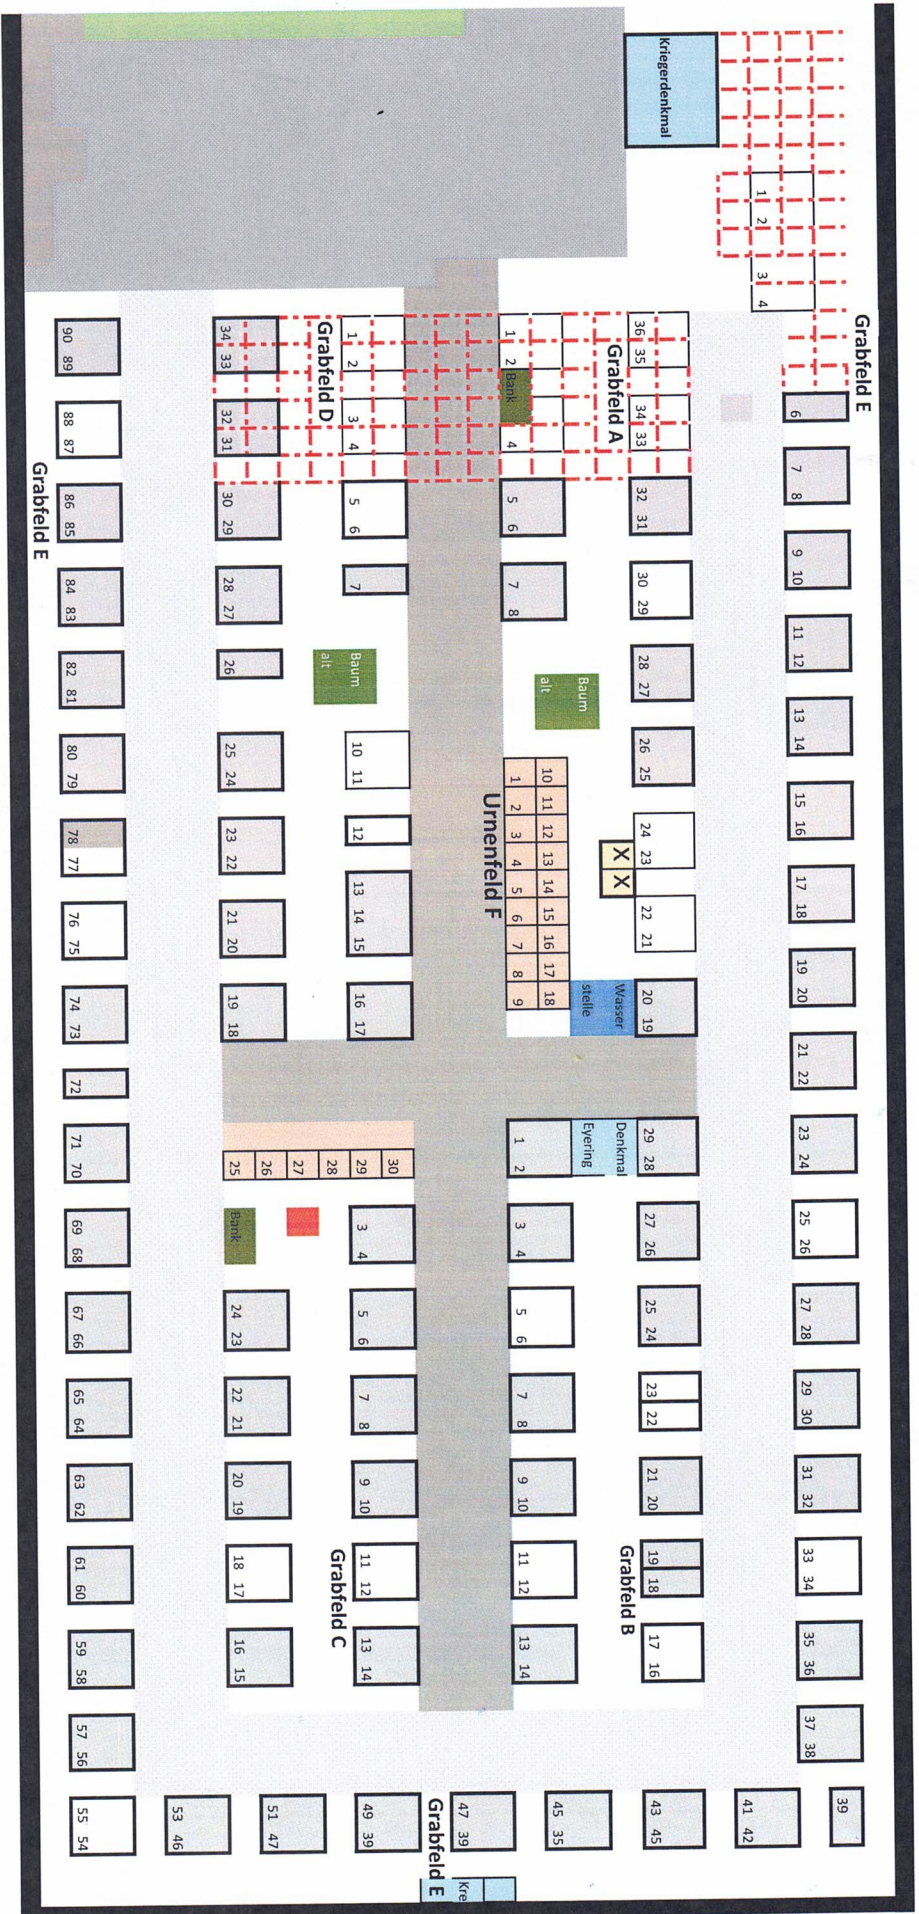 Grabfeld E
Kriegerdenkmal
1 2 3 4
6 7 8 9 10 11 12 13 14 15 16 17 18 19 20 21 22 23 24 25 26 27 28 29 30 31 32 33 34 35 36 37 38 39
36 35 34 33 32 31 30 29 28 27 26 25 24 23 22 21 20 19
29 28 27 26 25 24 23 22 21 20 19 18 17 16
41 42
43 45
Grabfeld A
X X
Wasser
stelle
Denkmal
Eyering
Grabfeld B
Baum
alt
45 35
10 11 12 13 14 15 16 17 18
1 2 3 4 5 6 7 8 9
1 2 Bank 4 5 6 7 8
1 2 3 4 5 6 7 8 9 10 11 12 13 14
Urnenfeld F
47 39
Kre
Grabfeld E
1 2 3 4 5 6 7
10 11 12 13 14 15 16 17
Baum
alt
30
29
28
27
26
25
3 4 5 6 7 8 9 10 11 12 13 14
49 39
Grabfeld D
Grabfeld C
51 47
34 33 32 31 30 29 28 27 26 25 24 23 22 21 20 19 18
Bank
24 23 22 21 20 19 18 17 16 15
53 46
90 89 88 87 86 85 84 83 82 81 80 79 78 77 76 75 74 73 72 71 70 69 68 67 66 65 64 63 62 61 60 59 58 57 56 55 54
Grabfeld E